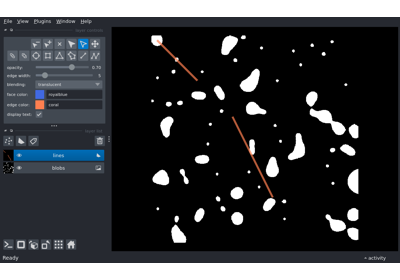 File View Plugins Window Help
opacity: 0.70
edge width: 5
blending: translucent
face color: royalblue
edge color: coral
display text: ✓
lines
blobs
Ready
activity